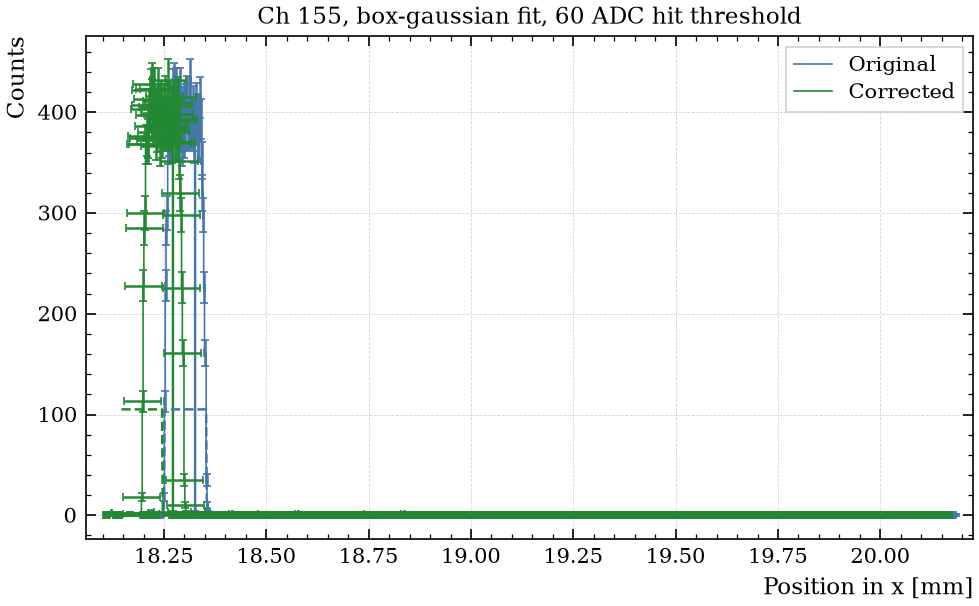 Ch 155, box-gaussian fit, 60 ADC hit threshold
Counts
Original
Corrected
400
300
200
100
0
18.25 18.50 18.75 19.00 19.25 19.50 19.75 20.00
Position in x [mm]